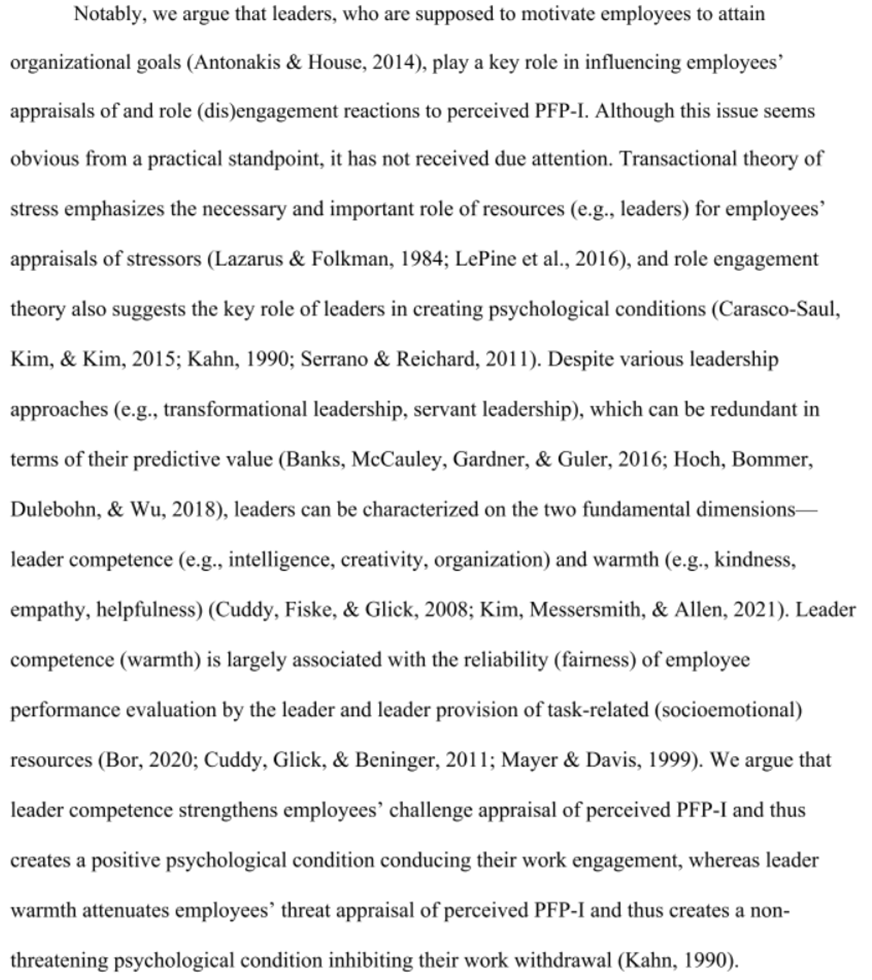 Notably, we argue that leaders, who are supposed to motivate employees to attain
organizational goals (Antonakis & House, 2014), play a key role in influencing employees’
appraisals of and role (dis)engagement reactions to perceived PFP-I. Although this issue seems
obvious from a practical standpoint, it has not received due attention. Transactional theory of
stress emphasizes the necessary and important role of resources (e.g., leaders) for employees’
appraisals of stressors (Lazarus & Folkman, 1984; LePine et al., 2016), and role engagement
theory also suggests the key role of leaders in creating psychological conditions (Carasco-Saul,
Kim, & Kim, 2015; Kahn, 1990; Serrano & Reichard, 2011). Despite various leadership
approaches (e.g., transformational leadership, servant leadership), which can be redundant in
terms of their predictive value (Banks, McCauley, Gardner, & Guler, 2016; Hoch, Bommer,
Dulebohn, & Wu, 2018), leaders can be characterized on the two fundamental dimensions—
leader competence (e.g., intelligence, creativity, organization) and warmth (e.g., kindness,
empathy, helpfulness) (Cuddy, Fiske, & Glick, 2008; Kim, Messersmith, & Allen, 2021). Leader
competence (warmth) is largely associated with the reliability (fairness) of employee
performance evaluation by the leader and leader provision of task-related (socioemotional)
resources (Bor, 2020; Cuddy, Glick, & Beninger, 2011; Mayer & Davis, 1999). We argue that
leader competence strengthens employees’ challenge appraisal of perceived PFP-I and thus
creates a positive psychological condition conducing their work engagement, whereas leader
warmth attenuates employees’ threat appraisal of perceived PFP-I and thus creates a non-
threatening psychological condition inhibiting their work withdrawal (Kahn, 1990).